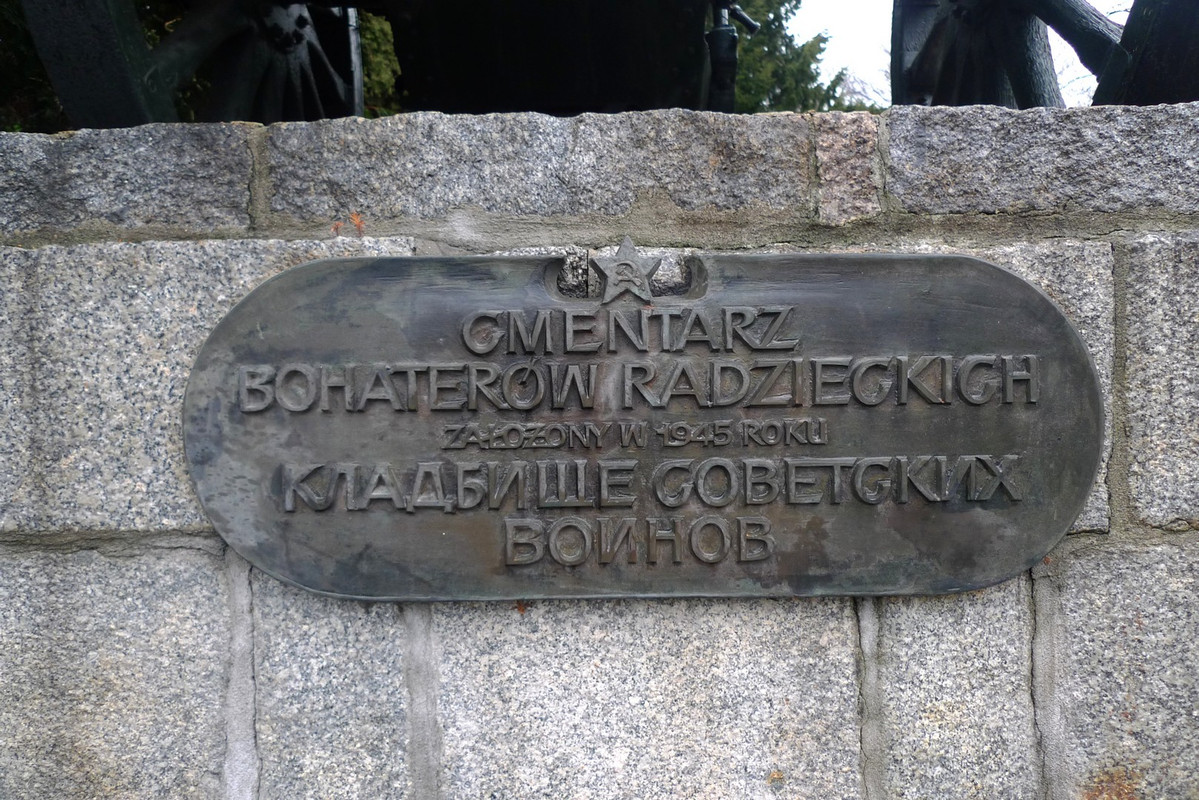 CMENTARZ
BOHATERÓW RADZIECKICH
ZAŁOŻONY W 1945 ROKU
КЛАДБИЩЕ СОВЕТСКИХ
ВОИНОВ